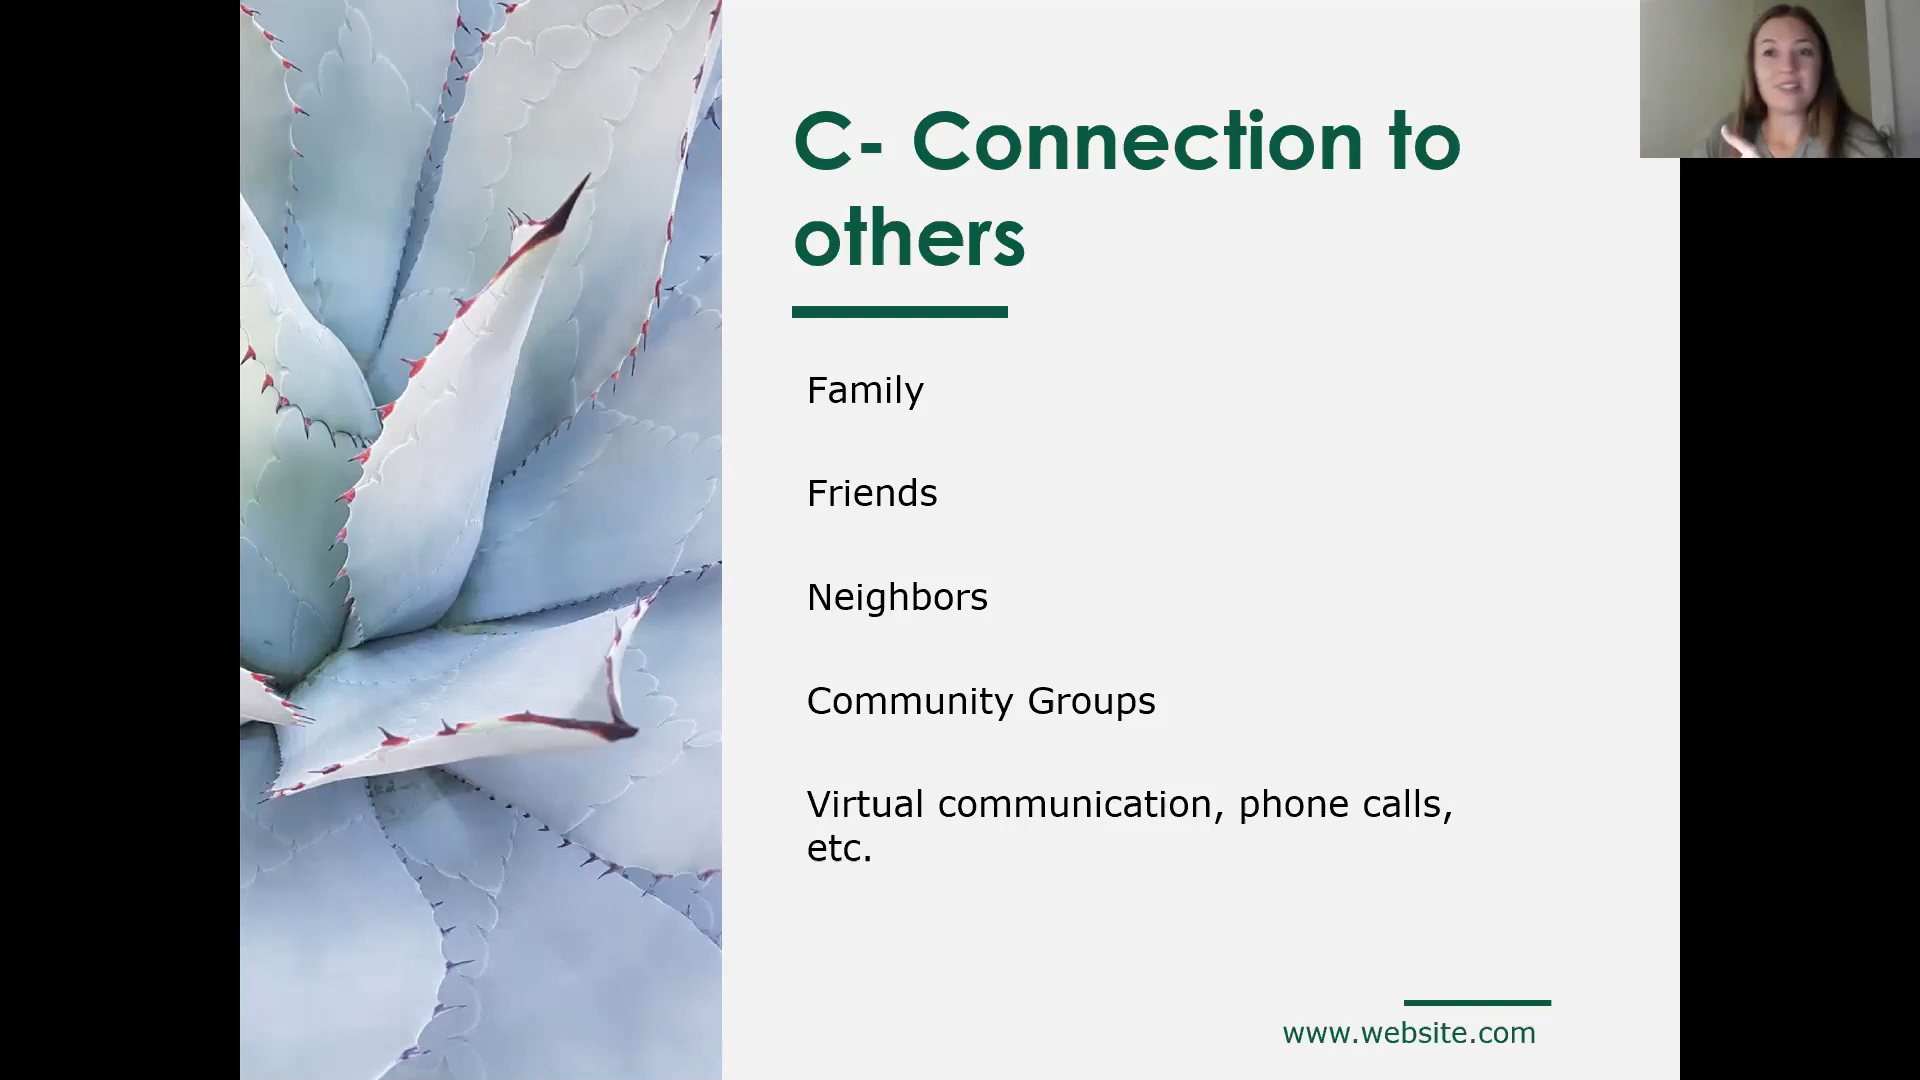 C- Connection to
others
Family
Friends
Neighbors
Community Groups
Virtual communication, phone calls,
etc.
www.website.com